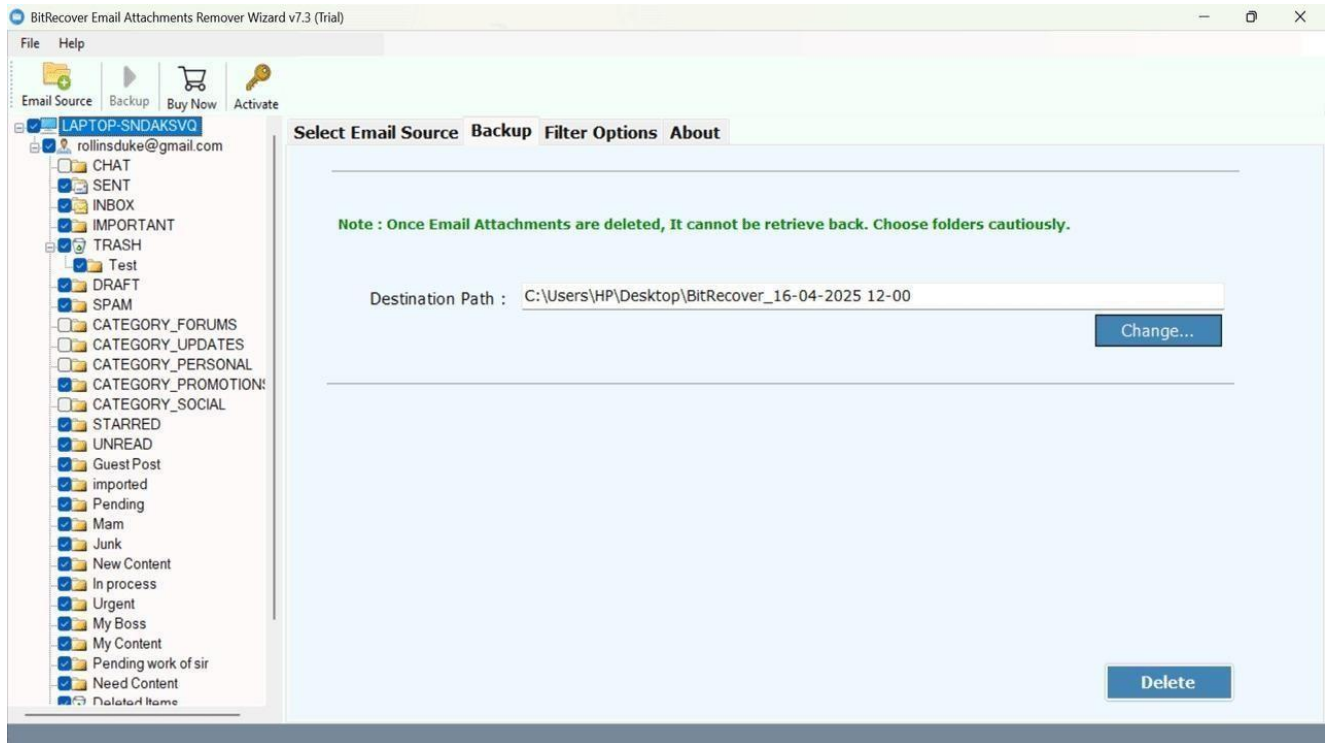 BitRecover Email Attachments Remover Wizard v7.3 (Trial)
File Help
Email Source Backup Buy Now Activate
LAPTOP-SNDAKSVQ
rollinsduke@gmail.com
CHAT
SENT
INBOX
IMPORTANT
TRASH
Test
DRAFT
SPAM
CATEGORY_FORUMS
CATEGORY_UPDATES
CATEGORY_PERSONAL
CATEGORY_PROMOTIONS
CATEGORY_SOCIAL
STARRED
UNREAD
Guest Post
imported
Pending
Mam
Junk
New Content
In process
Urgent
My Boss
My Content
Pending work of sir
Need Content
Deleted Items
Select Email Source Backup Filter Options About
Note : Once Email Attachments are deleted, It cannot be retrieve back. Choose folders cautiously.
Destination Path : C:\Users\HP\Desktop\BitRecover_16-04-2025 12-00
Change...
Delete